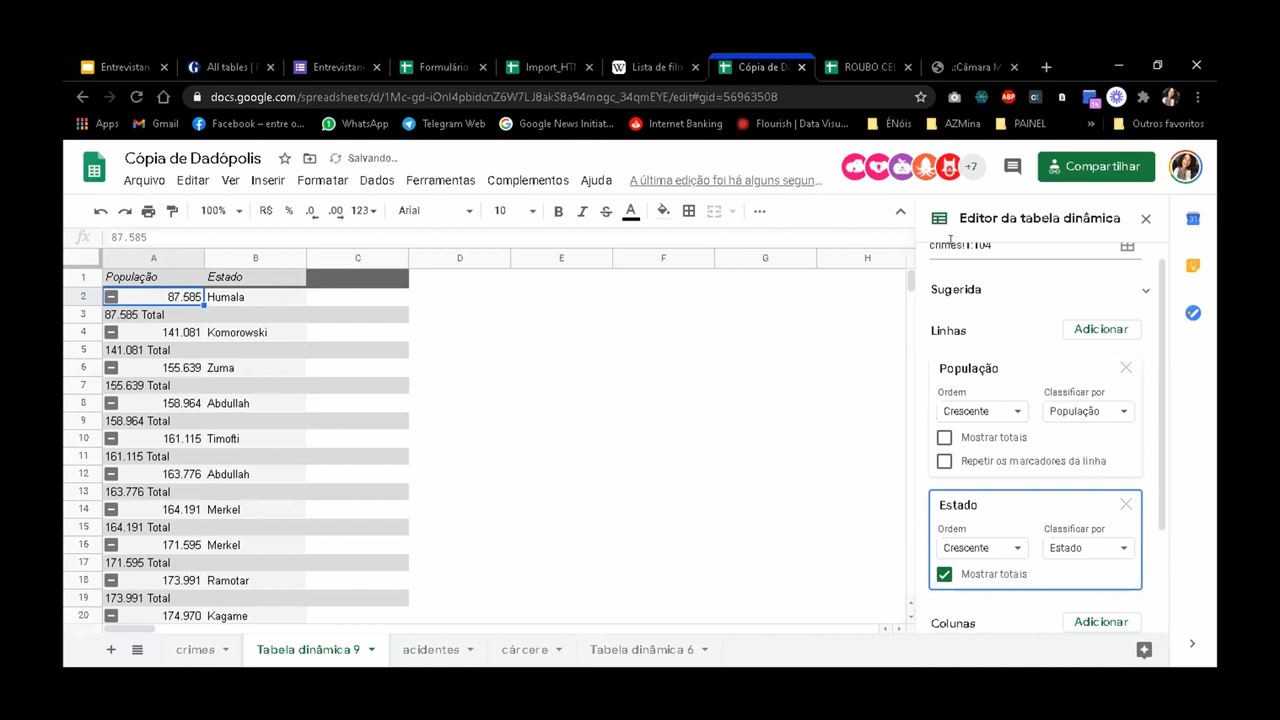 Entrevistan
All tables | F
Entrevistan
Formulário
Import_HT
Lista de filn
Cópia de D
ROUBO CEL
.:Câmara M
docs.google.com/spreadsheets/d/1Mc-gd-iOnI4pbidcnZ6W7LJ8akS8a94mogc_34qmEYE/edit#gid=56963508
Apps
Gmail
Facebook – entre o...
WhatsApp
Telegram Web
Google News Initiat...
Internet Banking
Flourish | Data Visu...
ÉNóis
AZMina
PAINEL
»
Outros favoritos
Cópia de Dadópolis
Salvando...
+7
Compartilhar
Arquivo Editar Ver Inserir Formatar Dados Ferramentas Complementos Ajuda A última edição foi há alguns segun...
100% R$ % .0 .00 123 Arial 10 B I S A
fx 87.585
A B C D E F G H
1 População Estado
2 87.585 Humala
3 87.585 Total
4 141.081 Komorowski
5 141.081 Total
6 155.639 Zuma
7 155.639 Total
8 158.964 Abdullah
9 158.964 Total
10 161.115 Timofti
11 161.115 Total
12 163.776 Abdullah
13 163.776 Total
14 164.191 Merkel
15 164.191 Total
16 171.595 Merkel
17 171.595 Total
18 173.991 Ramotar
19 173.991 Total
20 174.970 Kagame
Editor da tabela dinâmica
crimes!1:104
Sugerida
Linhas Adicionar
População
Ordem Classificar por
Crescente População
Mostrar totais
Repetir os marcadores da linha
Estado
Ordem Classificar por
Crescente Estado
Mostrar totais
Colunas Adicionar
crimes Tabela dinâmica 9 acidentes cárcere Tabela dinâmica 6